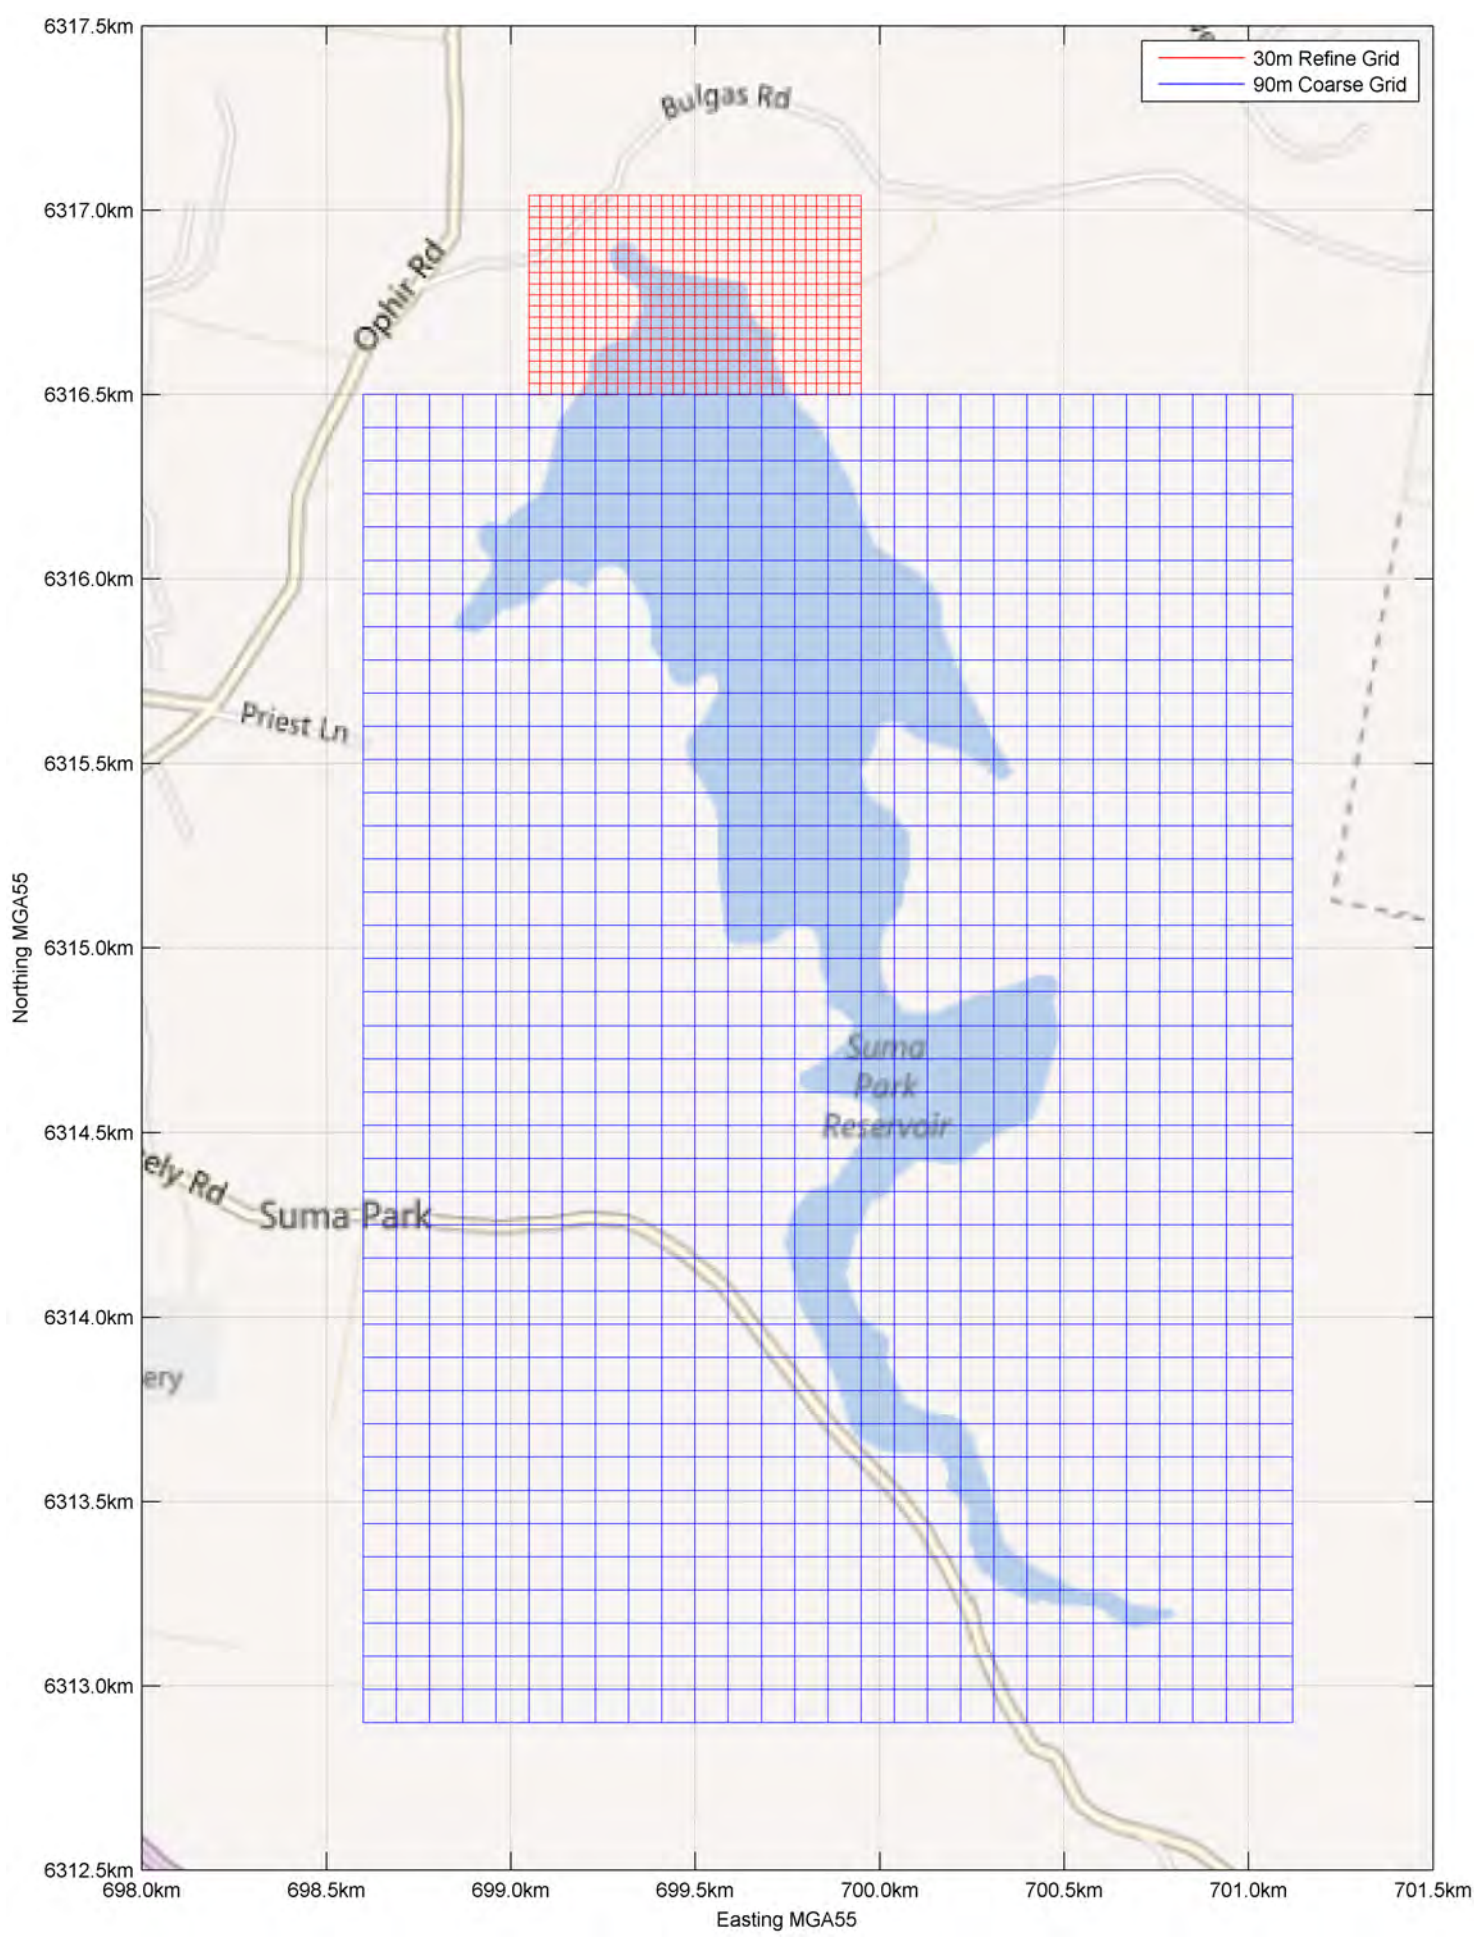 6317.5km
30m Refine Grid
90m Coarse Grid
Bulgas Rd
6317.0km
Ophir Rd
6316.5km
6316.0km
Priest Ln
6315.5km
Northing MGA55
6315.0km
Suma
Park
Reservoir
6314.5km
ely Rd
Suma Park
6314.0km
ery
6313.5km
6313.0km
6312.5km
698.0km 698.5km 699.0km 699.5km 700.0km 700.5km 701.0km 701.5km
Easting MGA55